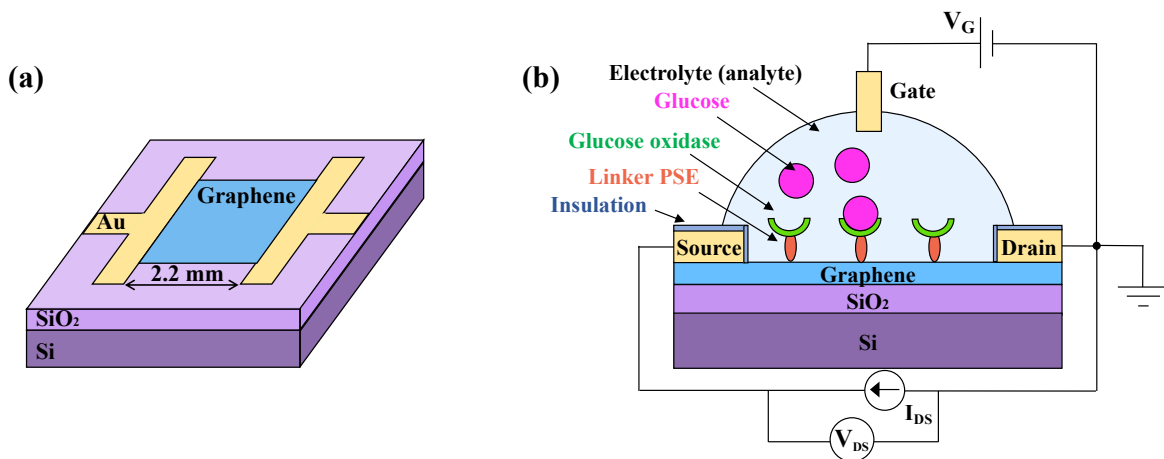 (a)
Au
Graphene
2.2 mm
SiO₂
Si
(b)
V_G
Electrolyte (analyte)
Gate
Glucose
Glucose oxidase
Linker PSE
Insulation
Source
Drain
Graphene
SiO₂
Si
I_DS
V_DS